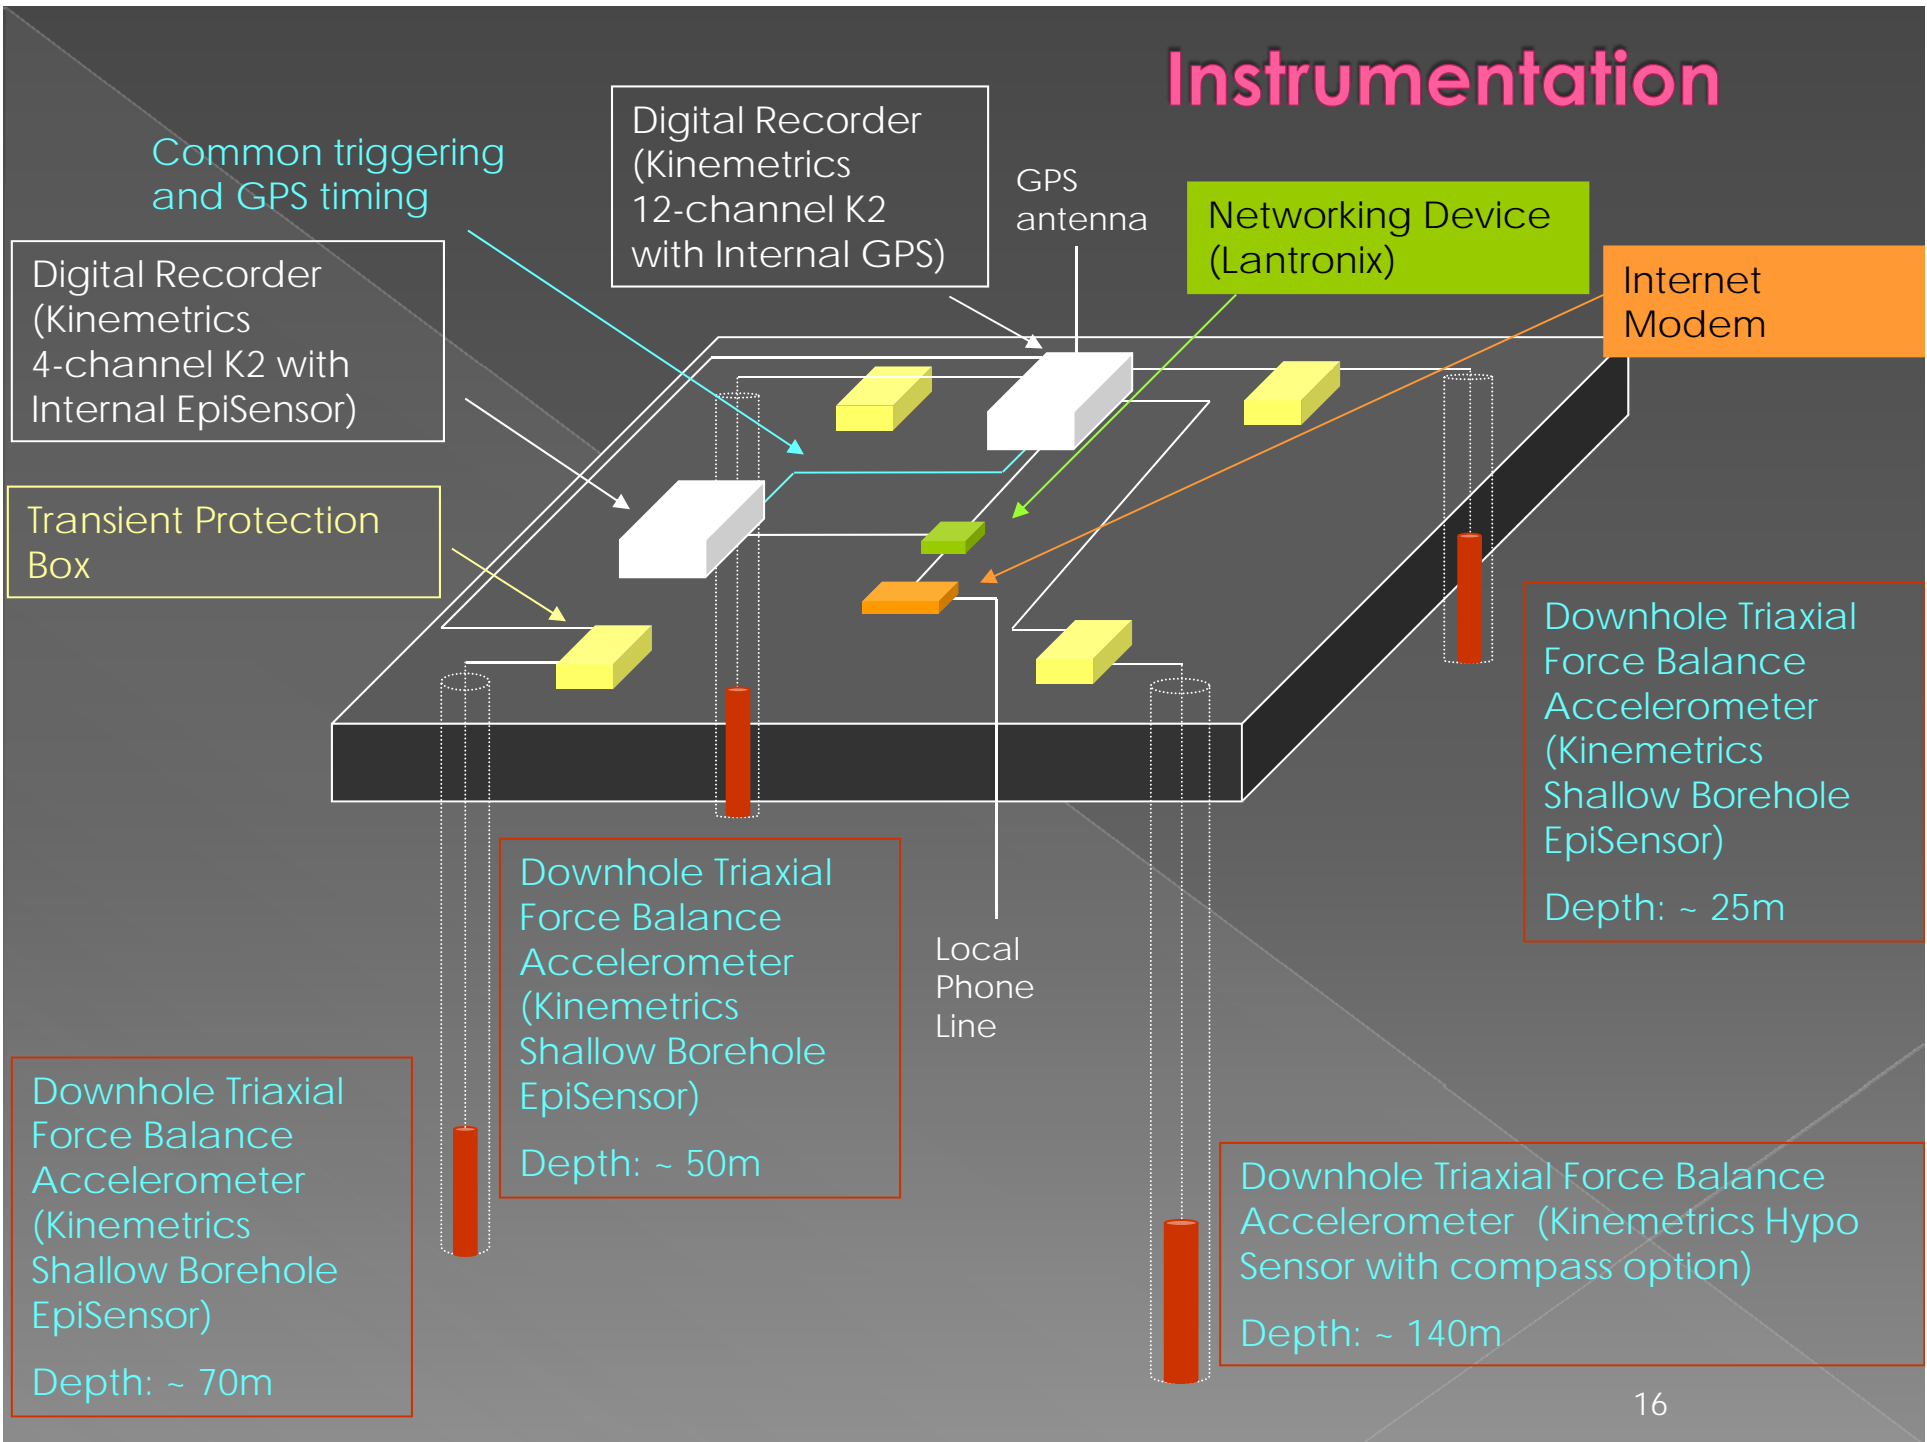 Instrumentation
Common triggering
and GPS timing
Digital Recorder
(Kinemetrics
12-channel K2
with Internal GPS)
GPS
antenna
Networking Device
(Lantronix)
Internet
Modem
Digital Recorder
(Kinemetrics
4-channel K2 with
Internal EpiSensor)
Transient Protection
Box
Downhole Triaxial
Force Balance
Accelerometer
(Kinemetrics
Shallow Borehole
EpiSensor)
Depth: ~ 25m
Downhole Triaxial
Force Balance
Accelerometer
(Kinemetrics
Shallow Borehole
EpiSensor)
Depth: ~ 50m
Local
Phone
Line
Downhole Triaxial
Force Balance
Accelerometer
(Kinemetrics
Shallow Borehole
EpiSensor)
Depth: ~ 70m
Downhole Triaxial Force Balance
Accelerometer (Kinemetrics Hypo
Sensor with compass option)
Depth: ~ 140m
16